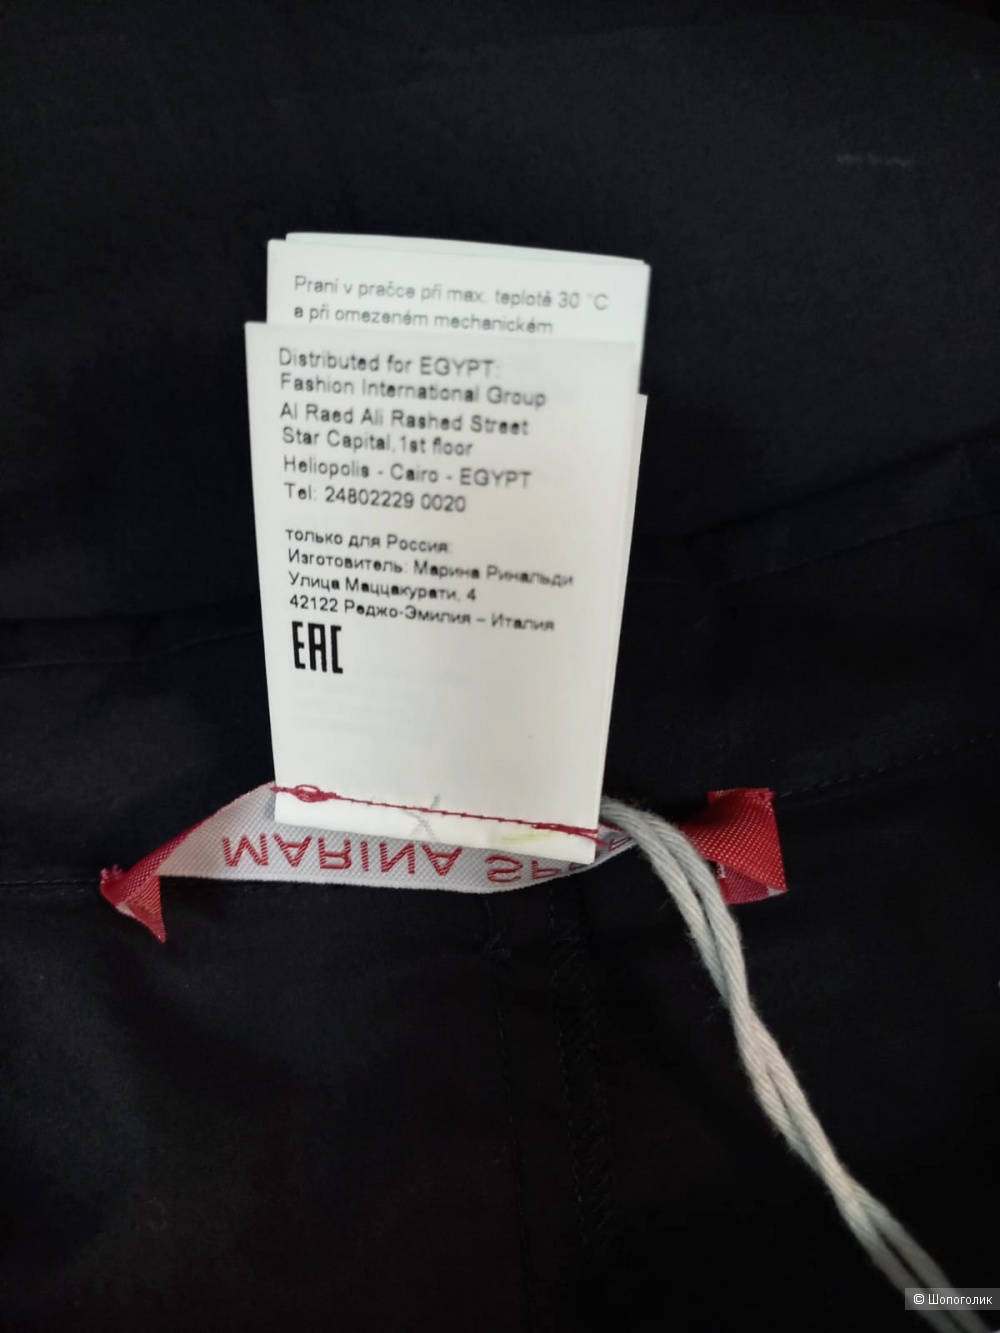 Praní v pračce při max. teplotě 30 °C
a při omezeném mechanickém
Distributed for EGYPT:
Fashion International Group
Al Raed Ali Rashed Street
Star Capital,1st floor
Heliopolis - Cairo - EGYPT
Tel: 24802229 0020
только для Россия:
Изготовитель: Марина Ринальди
Улица Маццакурати, 4
42122 Реджо-Эмилия – Италия
EAC
MARINA
© Шопоголик